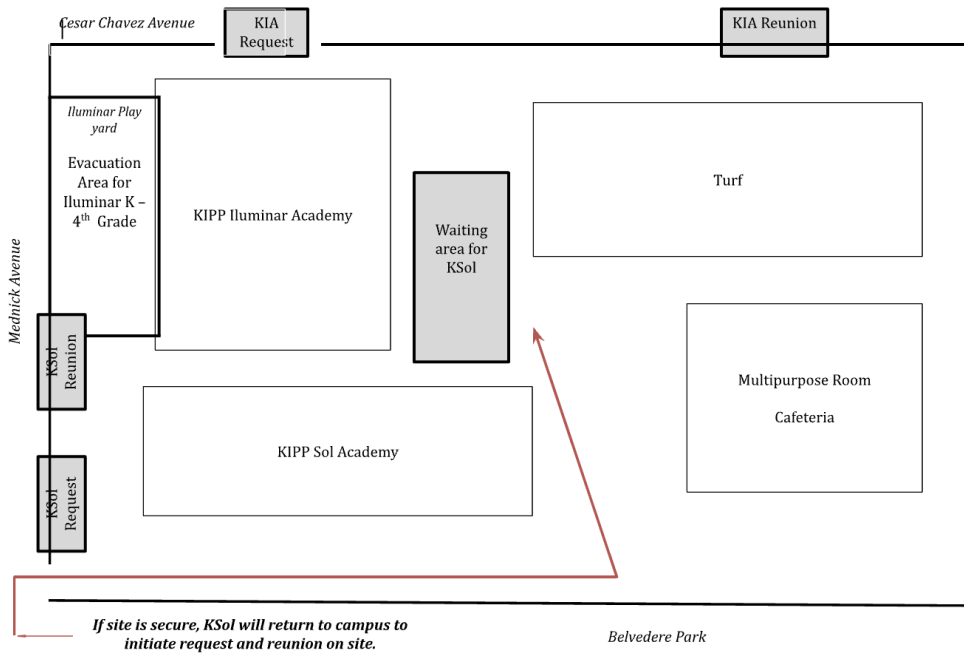 Cesar Chavez Avenue
KIA
Request
KIA Reunion
Iluminar Play
yard
Evacuation
Area for
Iluminar K –
4th Grade
KIPP Iluminar Academy
Waiting
area for
KSol
Turf
Mednick Avenue
KSol
Reunion
Multipurpose Room
Cafeteria
KIPP Sol Academy
KSol
Request
If site is secure, KSol will return to campus to
initiate request and reunion on site.
Belvedere Park